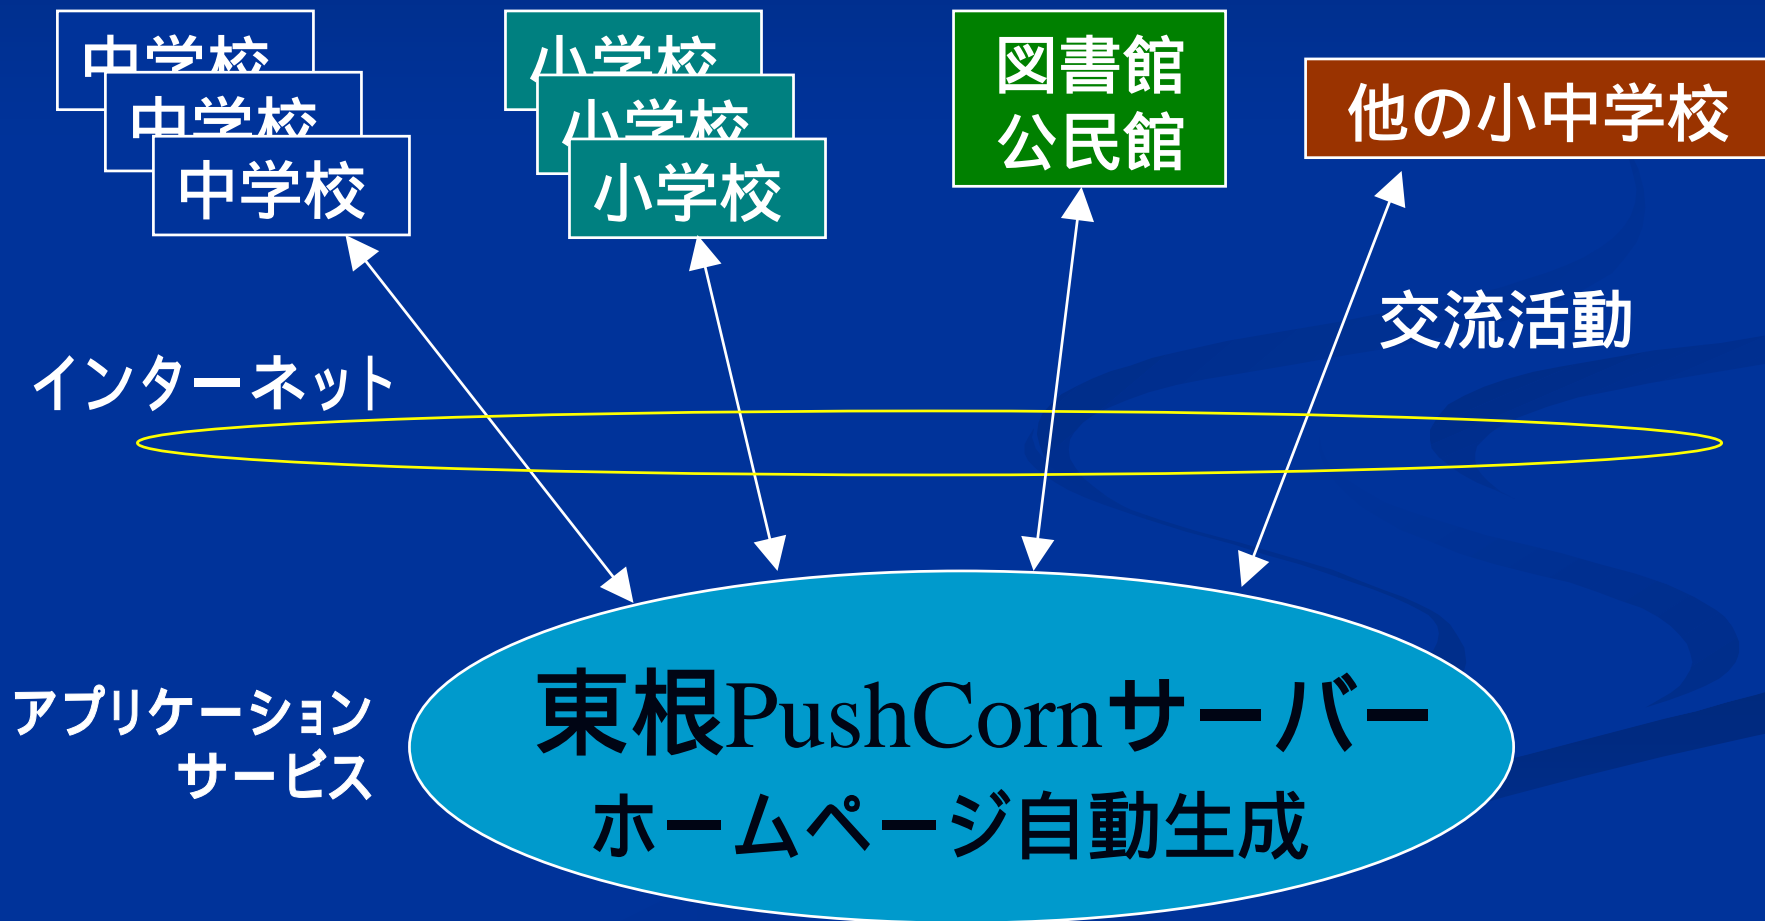 中学校
中学校
中学校
小学校
小学校
小学校
図書館
公民館
他の小中学校
交流活動
インターネット
アプリケーション
サービス
東根PushCornサーバー
ホームページ自動生成